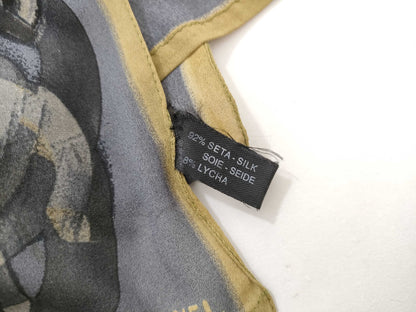 92% SETA - SILK
SOIE - SEIDE
8% LYCHA